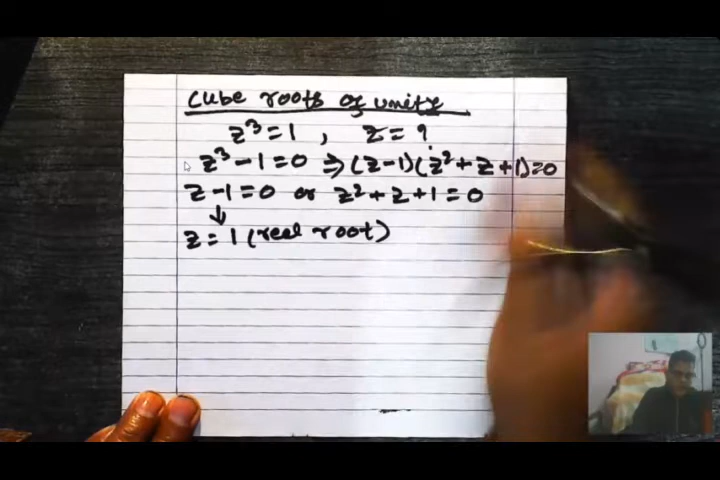 Cube roots of unity
z³ = 1 , z = ?
z³ - 1 = 0 ⇒ (z-1)(z² + z + 1) = 0
z - 1 = 0 or z² + z + 1 = 0
↓
z = 1 (real root)